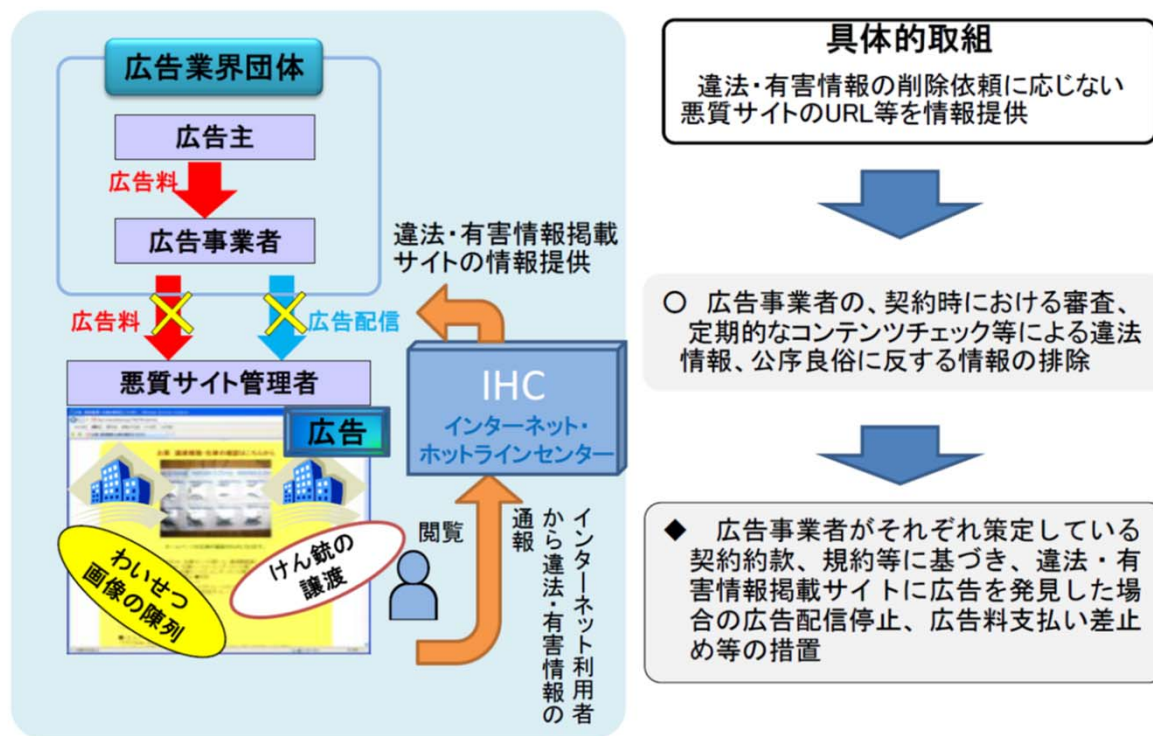 広告業界団体
広告主
広告料
広告事業者
広告料
広告配信
悪質サイト管理者
広告
わいせつ
画像の陳列
けん銃の
譲渡
閲覧
違法・有害情報掲載
サイトの情報提供
IHC
インターネット・
ホットラインセンター
インターネット利用者
から違法・有害情報の
通報
具体的取組
違法・有害情報の削除依頼に応じない
悪質サイトのURL等を情報提供
○ 広告事業者の、契約時における審査、
定期的なコンテンツチェック等による違法
情報、公序良俗に反する情報の排除
◆ 広告事業者がそれぞれ策定している
契約約款、規約等に基づき、違法・有
害情報掲載サイトに広告を発見した場
合の広告配信停止、広告料支払い差止
め等の措置